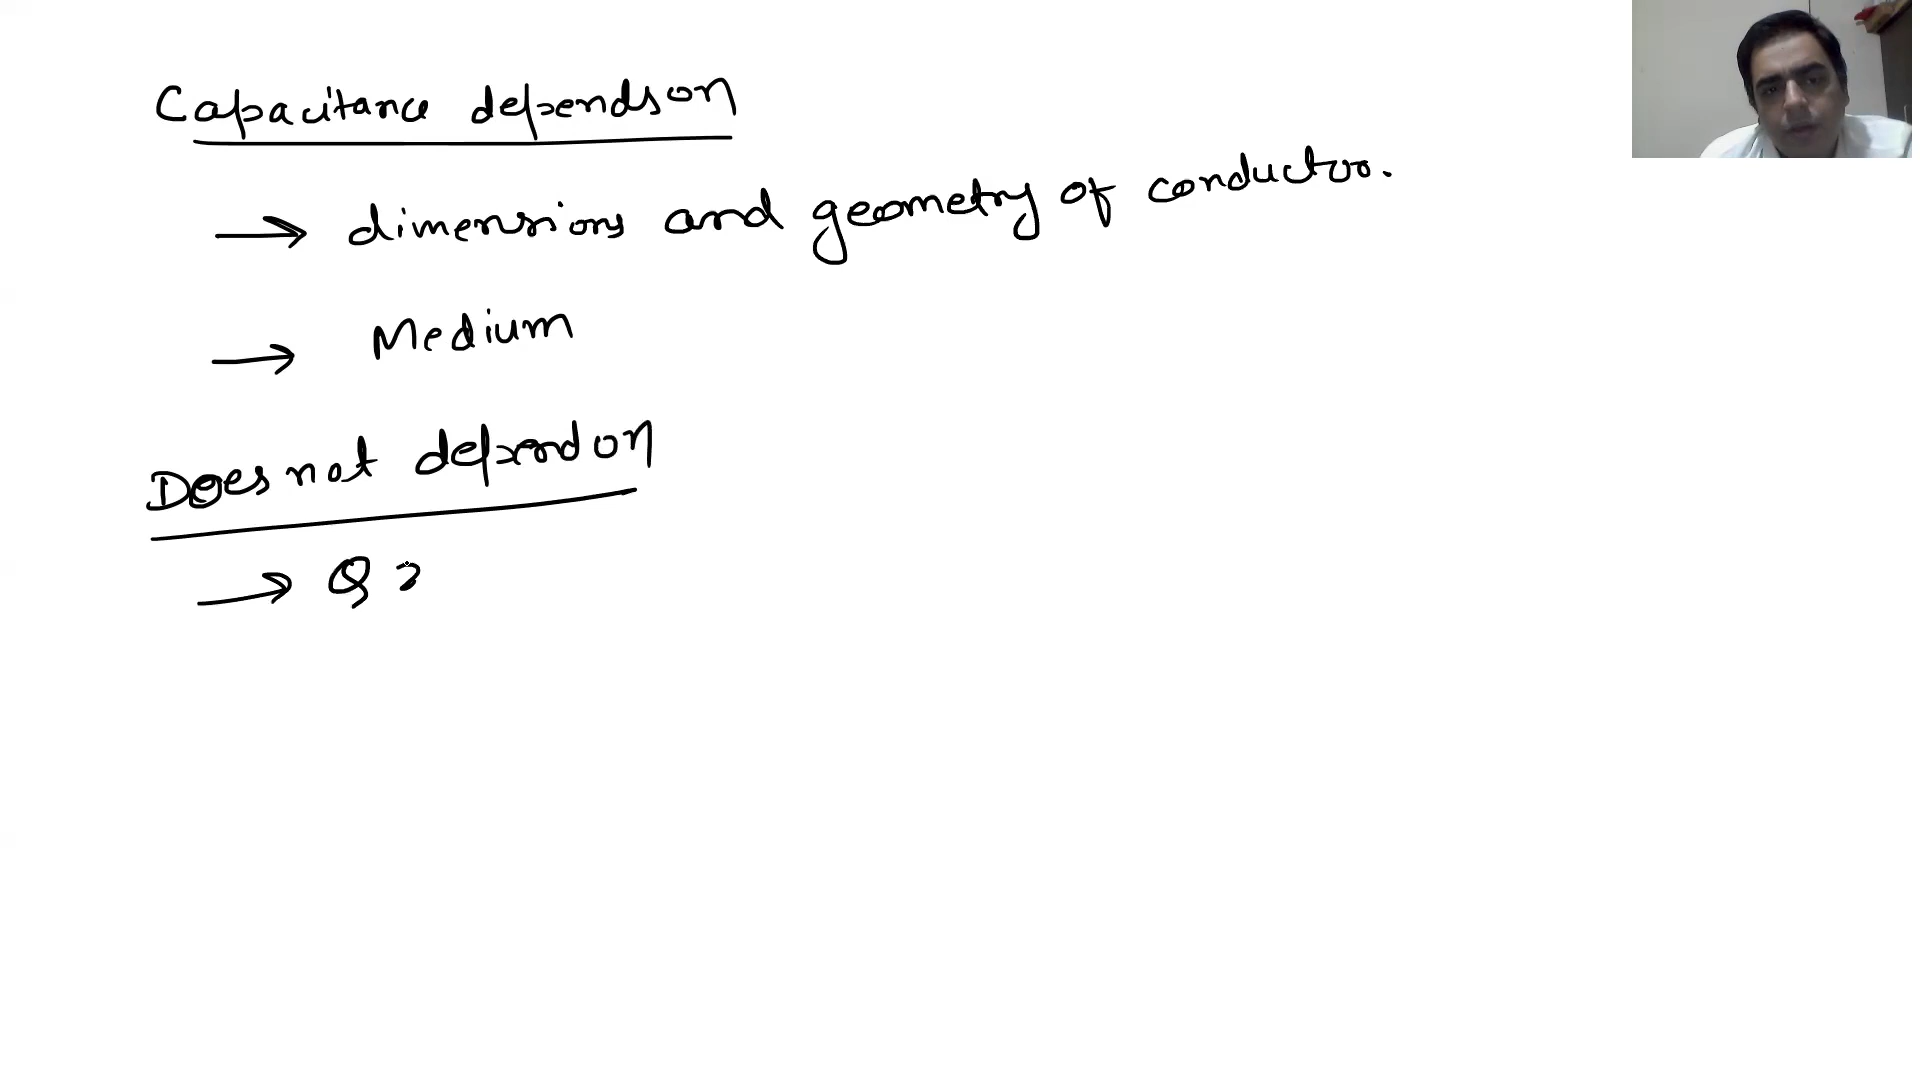 Capacitance depends on
→ dimensions and geometry of conductor.
→ Medium
Does not depend on
→ Q